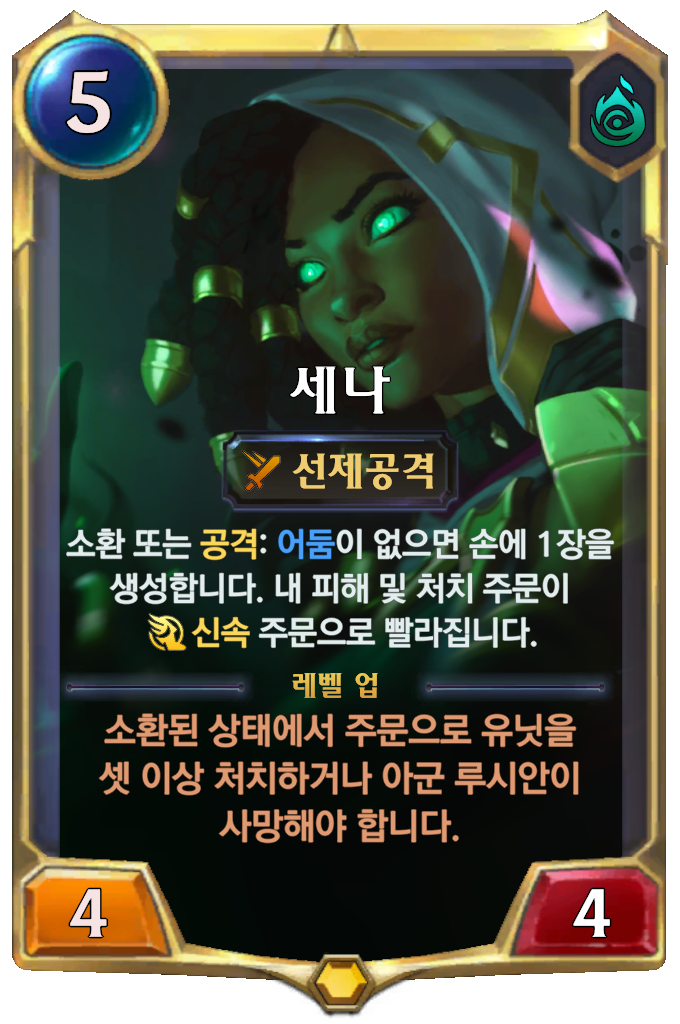 5
세나
선제공격
소환 또는 공격: 어둠이 없으면 손에 1장을
생성합니다. 내 피해 및 처치 주문이
신속 주문으로 빨라집니다.
레벨 업
소환된 상태에서 주문으로 유닛을
셋 이상 처치하거나 아군 루시안이
사망해야 합니다.
4
4